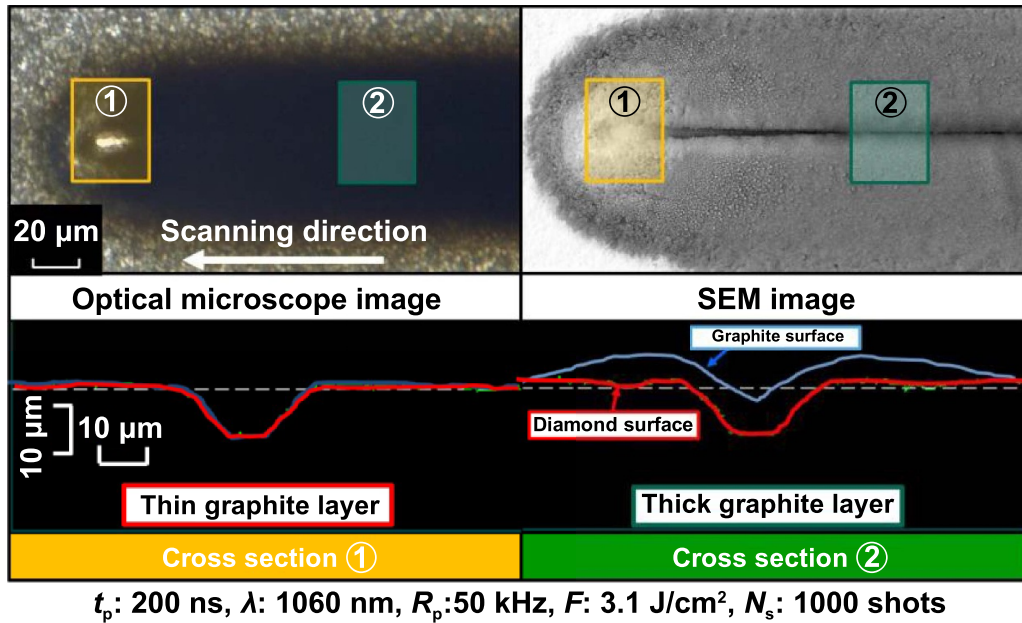 ① ②
① ②
20 µm
Scanning direction
Optical microscope image
SEM image
Graphite surface
10 µm
10 µm
Diamond surface
Thin graphite layer
Thick graphite layer
Cross section ①
Cross section ②
tp: 200 ns, λ: 1060 nm, Rp:50 kHz, F: 3.1 J/cm², Ns: 1000 shots